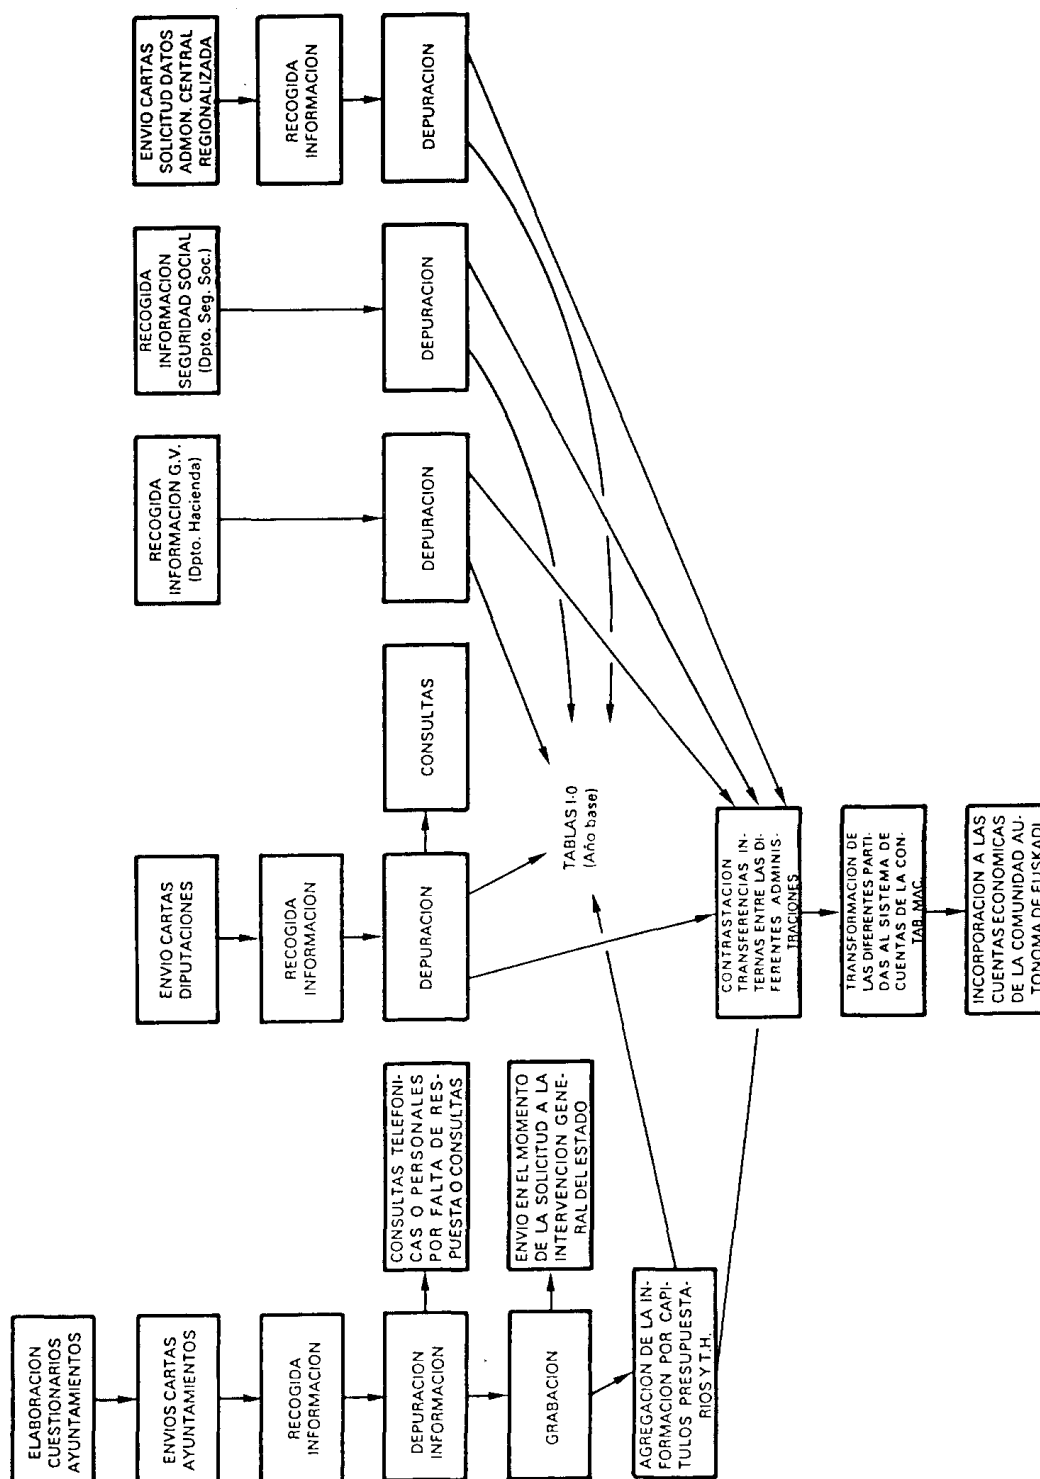 ELABORACION
CUESTIONARIOS
AYUNTAMIENTOS
ENVIOS CARTAS
AYUNTAMIENTOS
RECOGIDA
INFORMACION
DEPURACION
INFORMACION
CONSULTAS TELEFONI-
CAS O PERSONALES
POR FALTA DE RES-
PUESTA O CONSULTAS
GRABACION
ENVIO EN EL MOMENTO
DE LA SOLICITUD A LA
INTERVENCION GENE-
RAL DEL ESTADO
AGREGACION DE LA IN-
FORMACION POR CAPI-
TULOS PRESUPUESTA-
RIOS Y T.H.
ENVIO CARTAS
DIPUTACIONES
RECOGIDA
INFORMACION
DEPURACION
CONSULTAS
RECOGIDA
INFORMACION G.V.
(Dpto. Hacienda)
DEPURACION
RECOGIDA
INFORMACION
SEGURIDAD SOCIAL
(Dpto. Seg. Soc.)
DEPURACION
ENVIO CARTAS
SOLICITUD DATOS
ADMON. CENTRAL
REGIONALIZADA
RECOGIDA
INFORMACION
DEPURACION
TABLAS I-O
(Año base)
CONTRASTACION
TRANSFERENCIAS IN-
TERNAS ENTRE LAS DI-
FERENTES ADMINIS-
TRACIONES
TRANSFORMACION DE
LAS DIFERENTES PARTI-
DAS AL SISTEMA DE
CUENTAS DE LA CON-
TAB. MAC.
INCORPORACION A LAS
CUENTAS ECONOMICAS
DE LA COMUNIDAD AU-
TONOMA DE EUSKADI